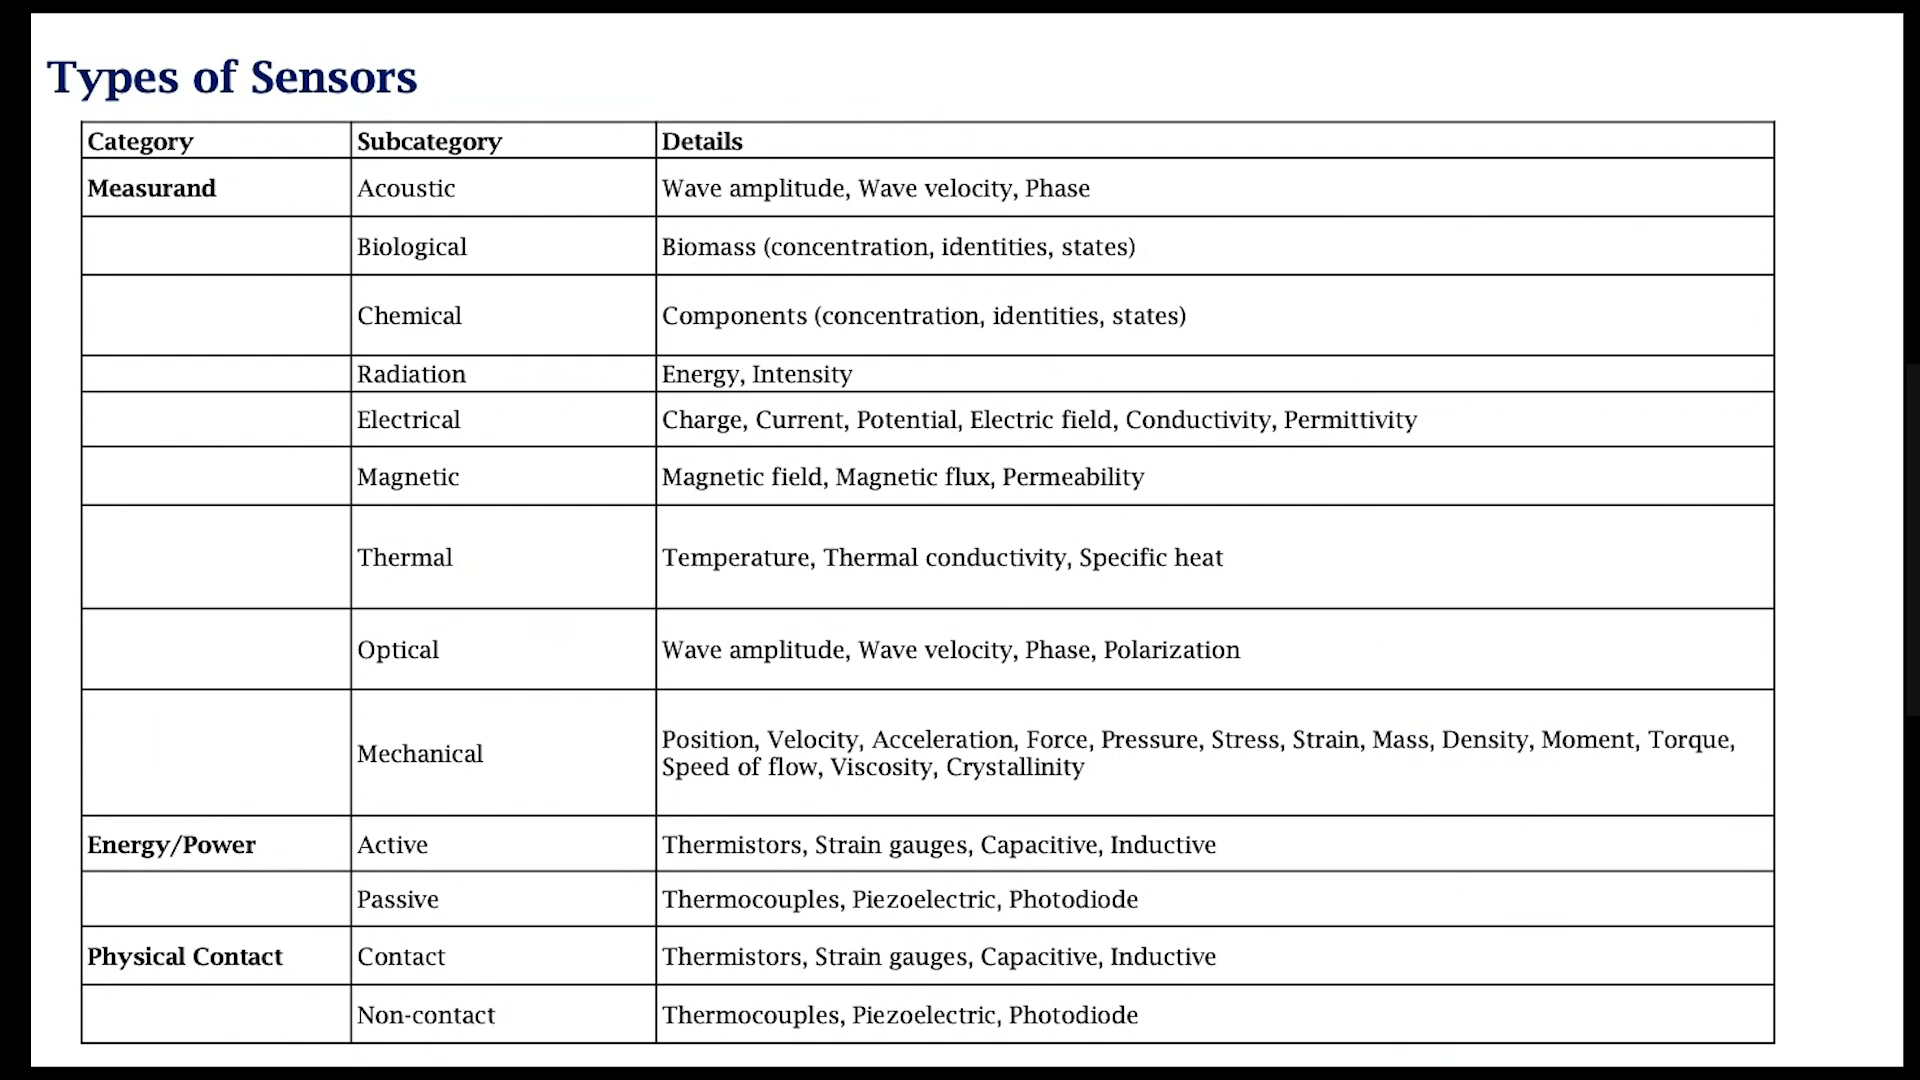 Types of Sensors
Category Subcategory Details
Measurand Acoustic Wave amplitude, Wave velocity, Phase
Biological Biomass (concentration, identities, states)
Chemical Components (concentration, identities, states)
Radiation Energy, Intensity
Electrical Charge, Current, Potential, Electric field, Conductivity, Permittivity
Magnetic Magnetic field, Magnetic flux, Permeability
Thermal Temperature, Thermal conductivity, Specific heat
Optical Wave amplitude, Wave velocity, Phase, Polarization
Mechanical Position, Velocity, Acceleration, Force, Pressure, Stress, Strain, Mass, Density, Moment, Torque,
Speed of flow, Viscosity, Crystallinity
Energy/Power Active Thermistors, Strain gauges, Capacitive, Inductive
Passive Thermocouples, Piezoelectric, Photodiode
Physical Contact Contact Thermistors, Strain gauges, Capacitive, Inductive
Non-contact Thermocouples, Piezoelectric, Photodiode